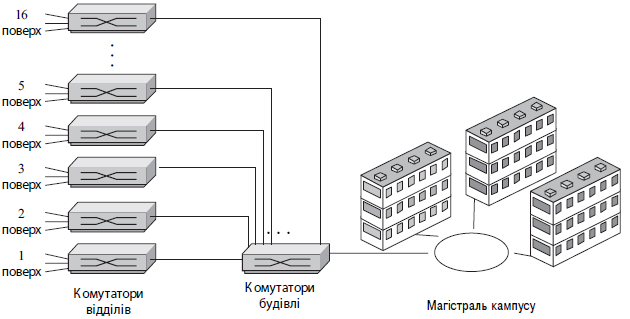 16
поверх
5
поверх
4
поверх
3
поверх
2
поверх
1
поверх
Комутатори
відділів
Комутатори
будівлі
Магістраль кампусу